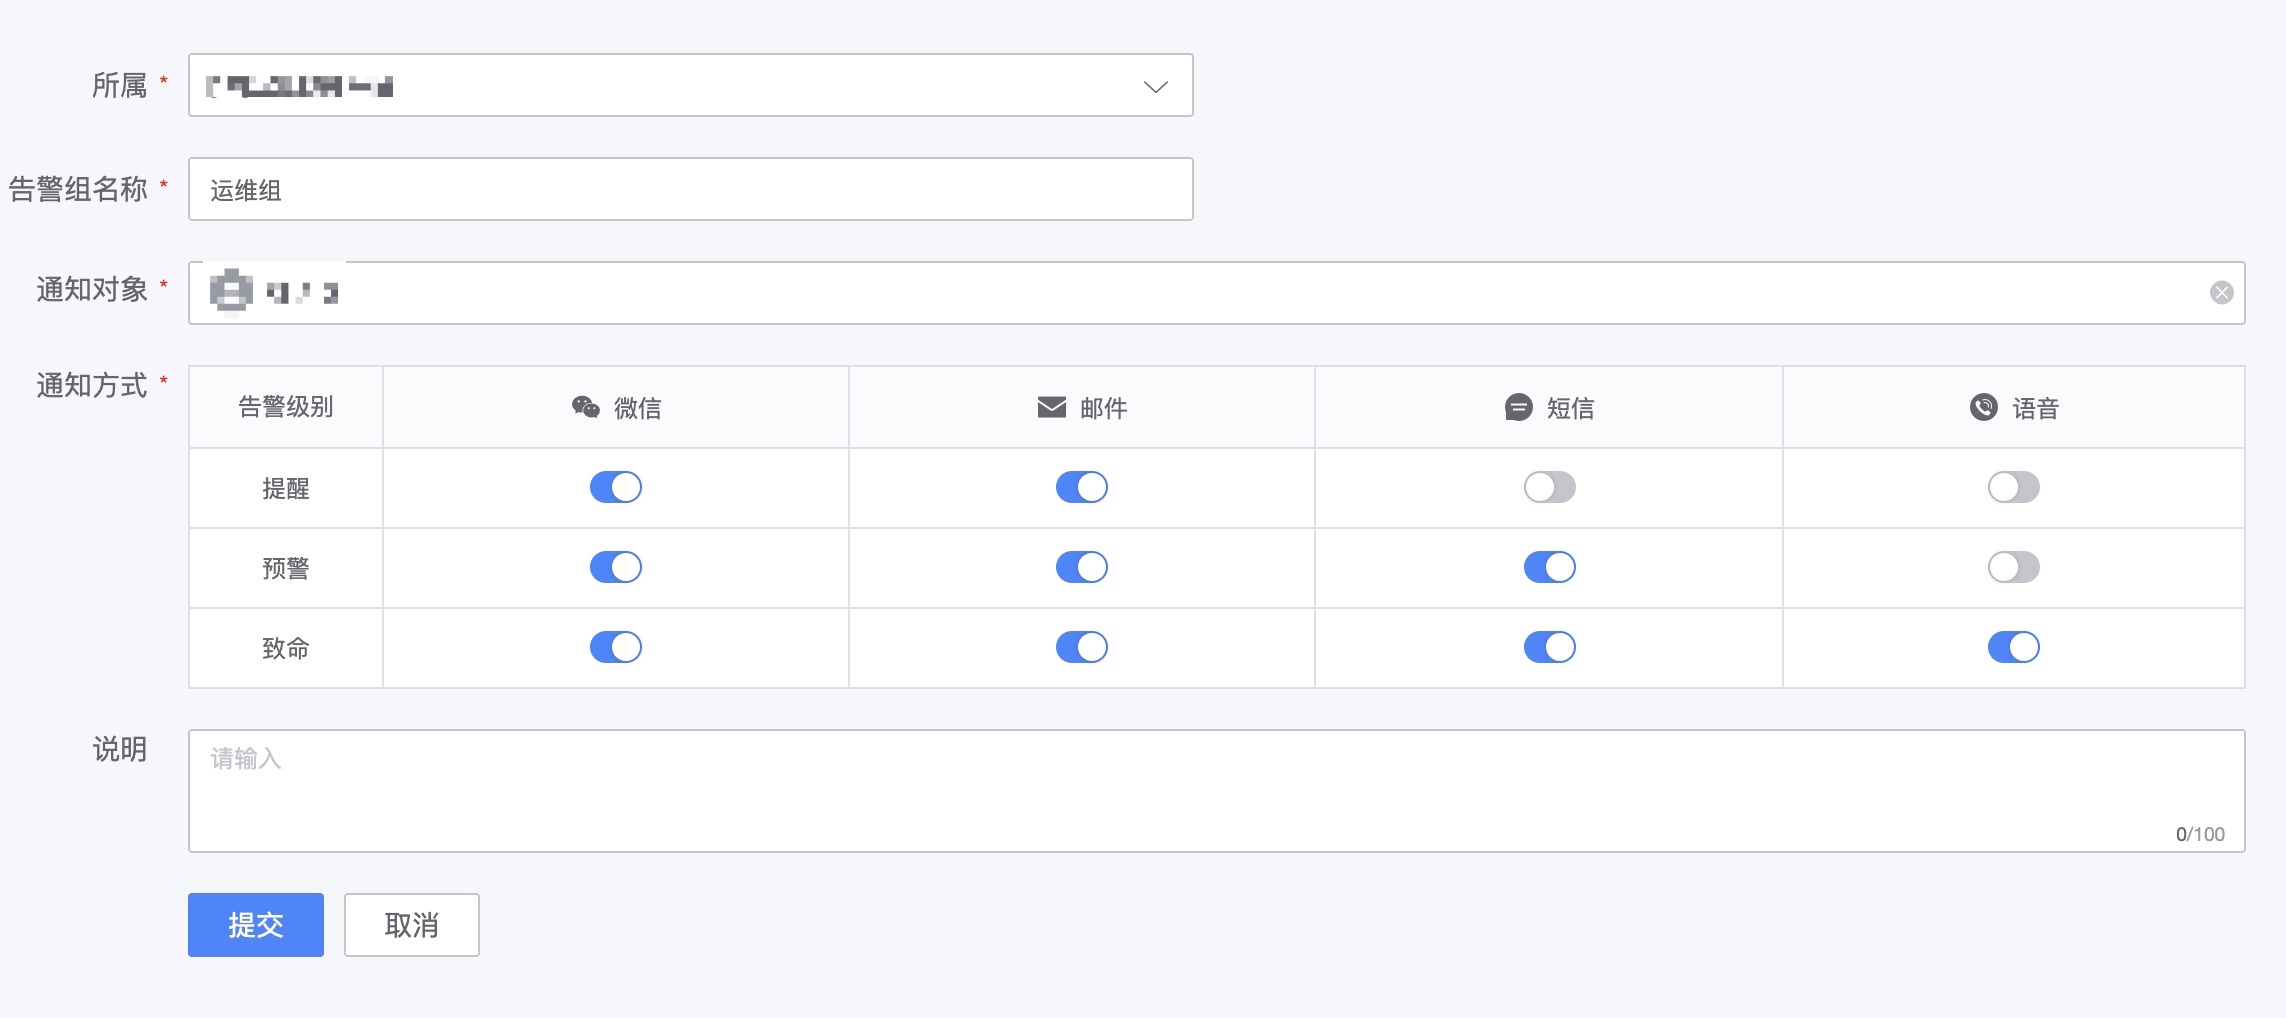 所属 *
告警组名称 * 运维组
通知对象 *
通知方式 * 告警级别 微信 邮件 短信 语音
提醒
预警
致命
说明 请输入
0/100
提交 取消